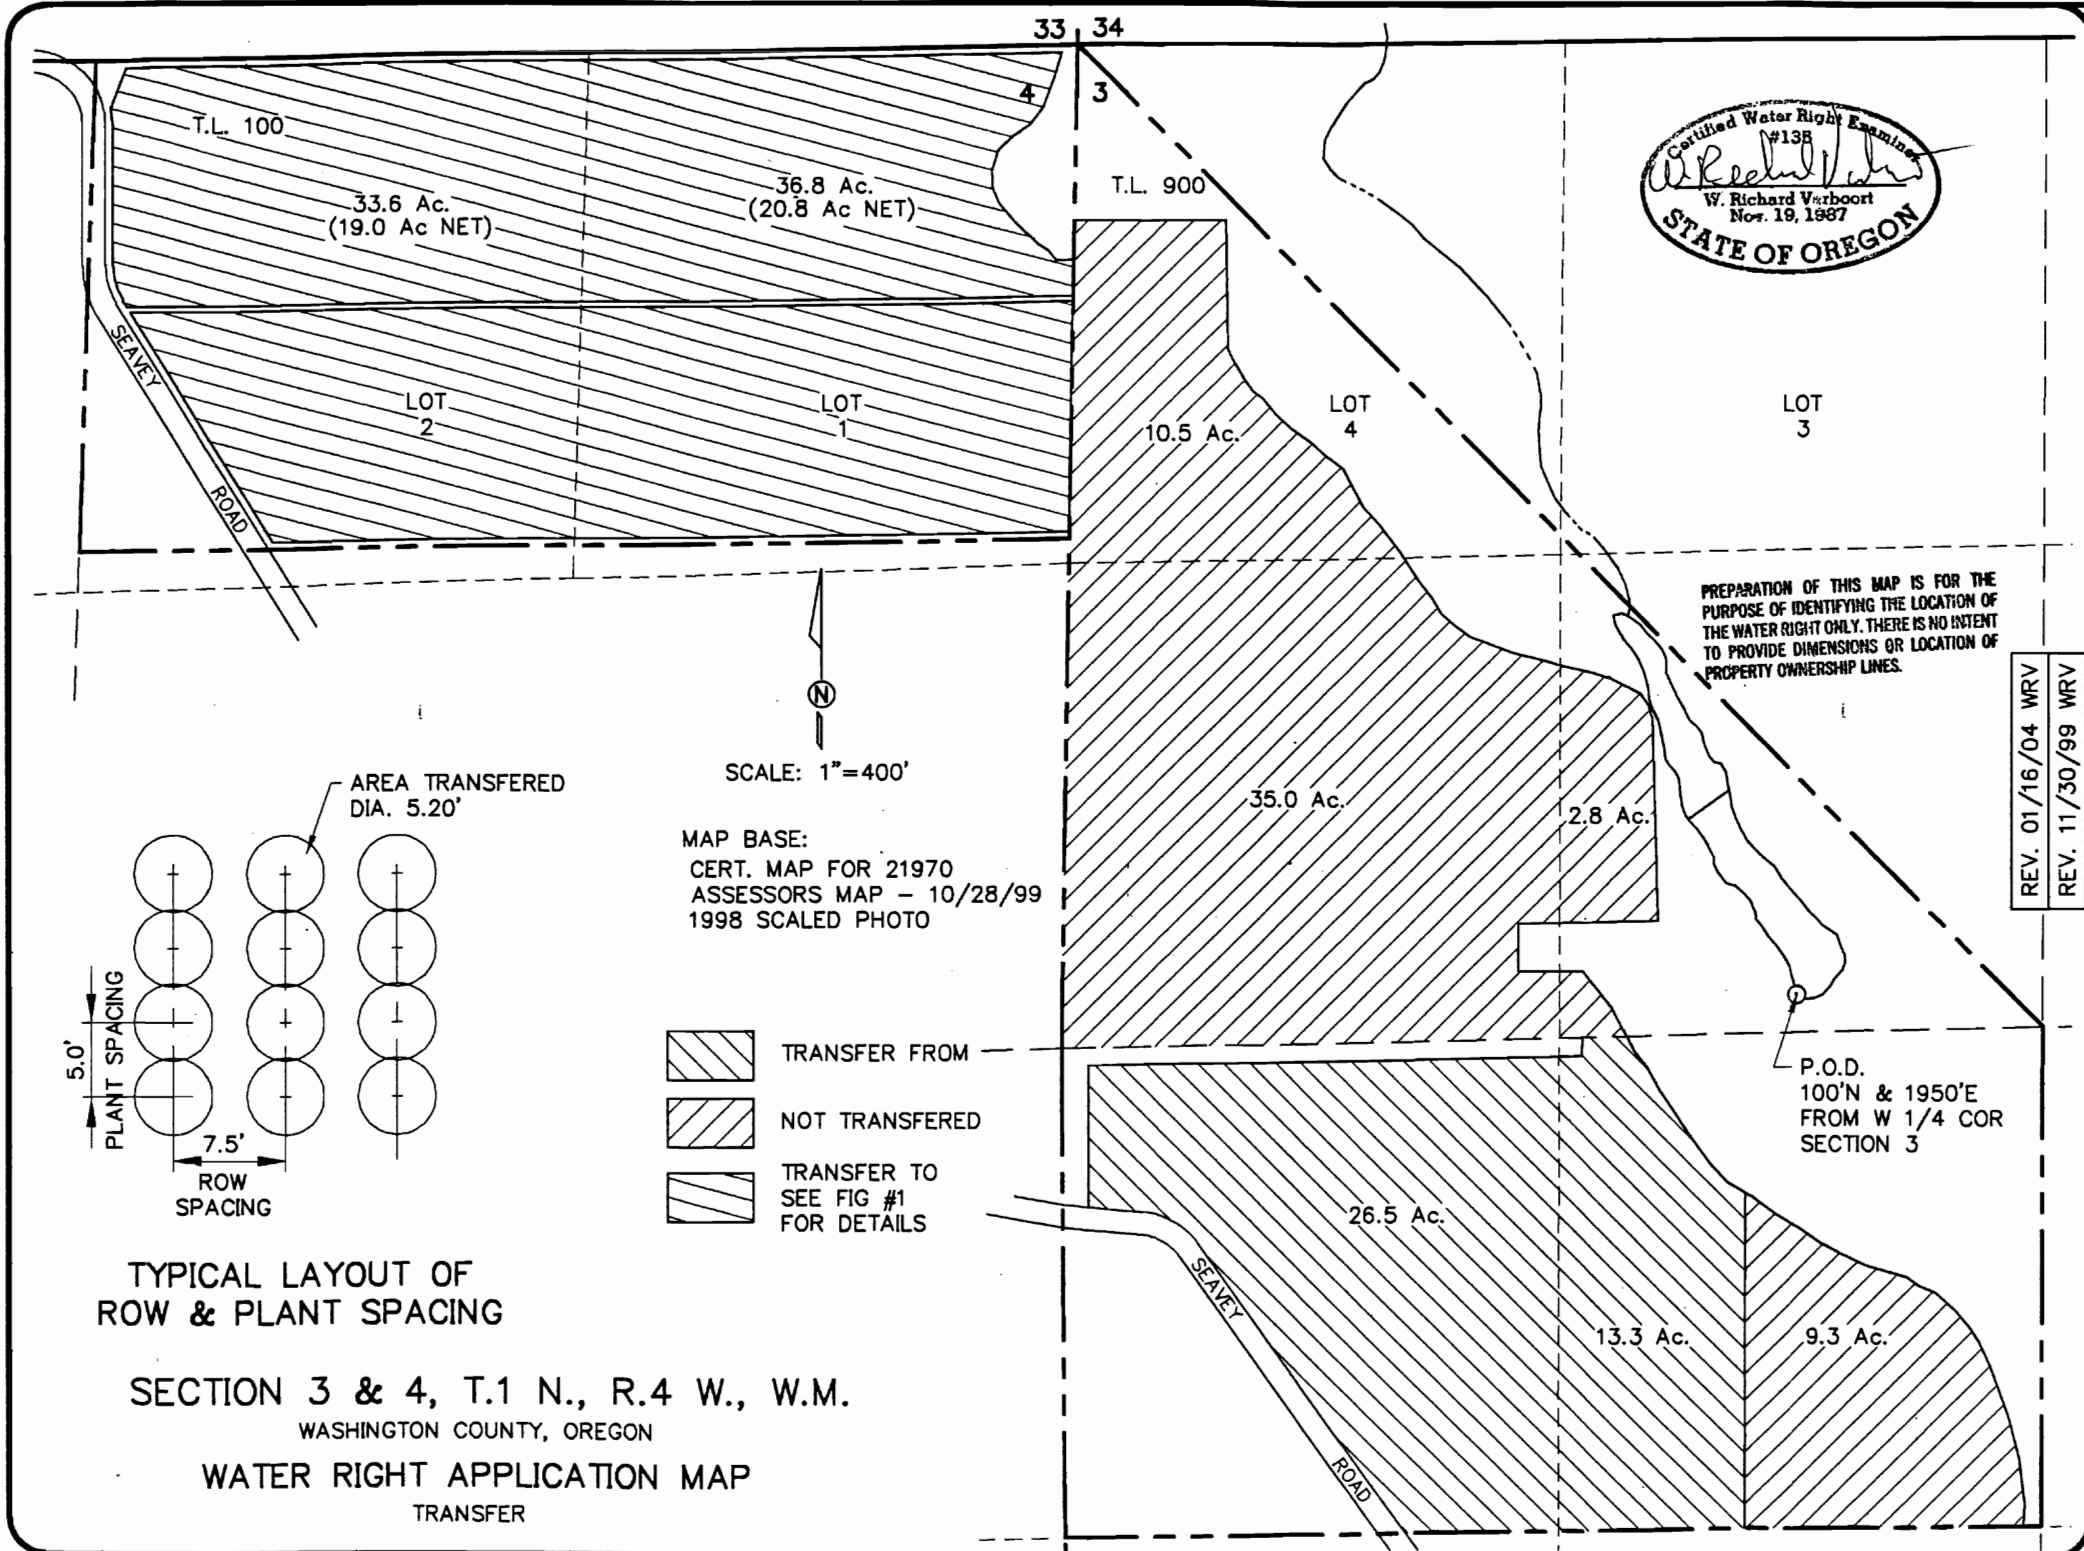 33 34
4 3
T.L. 100
33.6 Ac.
(19.0 Ac NET)
36.8 Ac.
(20.8 Ac NET)
T.L. 900
Certified Water Right Examiner
#138
W. Richard Verboort
Nov. 19, 1987
STATE OF OREGON
SEAVEY
ROAD
LOT
2
LOT
1
10.5 Ac.
LOT
4
LOT
3
PREPARATION OF THIS MAP IS FOR THE
PURPOSE OF IDENTIFYING THE LOCATION OF
THE WATER RIGHT ONLY. THERE IS NO INTENT
TO PROVIDE DIMENSIONS OR LOCATION OF
PROPERTY OWNERSHIP LINES.
REV. 01/16/04 WRV
REV. 11/30/99 WRV
N
SCALE: 1"=400'
MAP BASE:
CERT. MAP FOR 21970
ASSESSORS MAP - 10/28/99
1998 SCALED PHOTO
35.0 Ac.
2.8 Ac.
AREA TRANSFERED
DIA. 5.20'
5.0'
PLANT SPACING
7.5'
ROW
SPACING
TRANSFER FROM
NOT TRANSFERED
TRANSFER TO
SEE FIG #1
FOR DETAILS
P.O.D.
100'N & 1950'E
FROM W 1/4 COR
SECTION 3
26.5 Ac.
13.3 Ac.
9.3 Ac.
SEAVEY
ROAD
TYPICAL LAYOUT OF
ROW & PLANT SPACING
SECTION 3 & 4, T.1 N., R.4 W., W.M.
WASHINGTON COUNTY, OREGON
WATER RIGHT APPLICATION MAP
TRANSFER